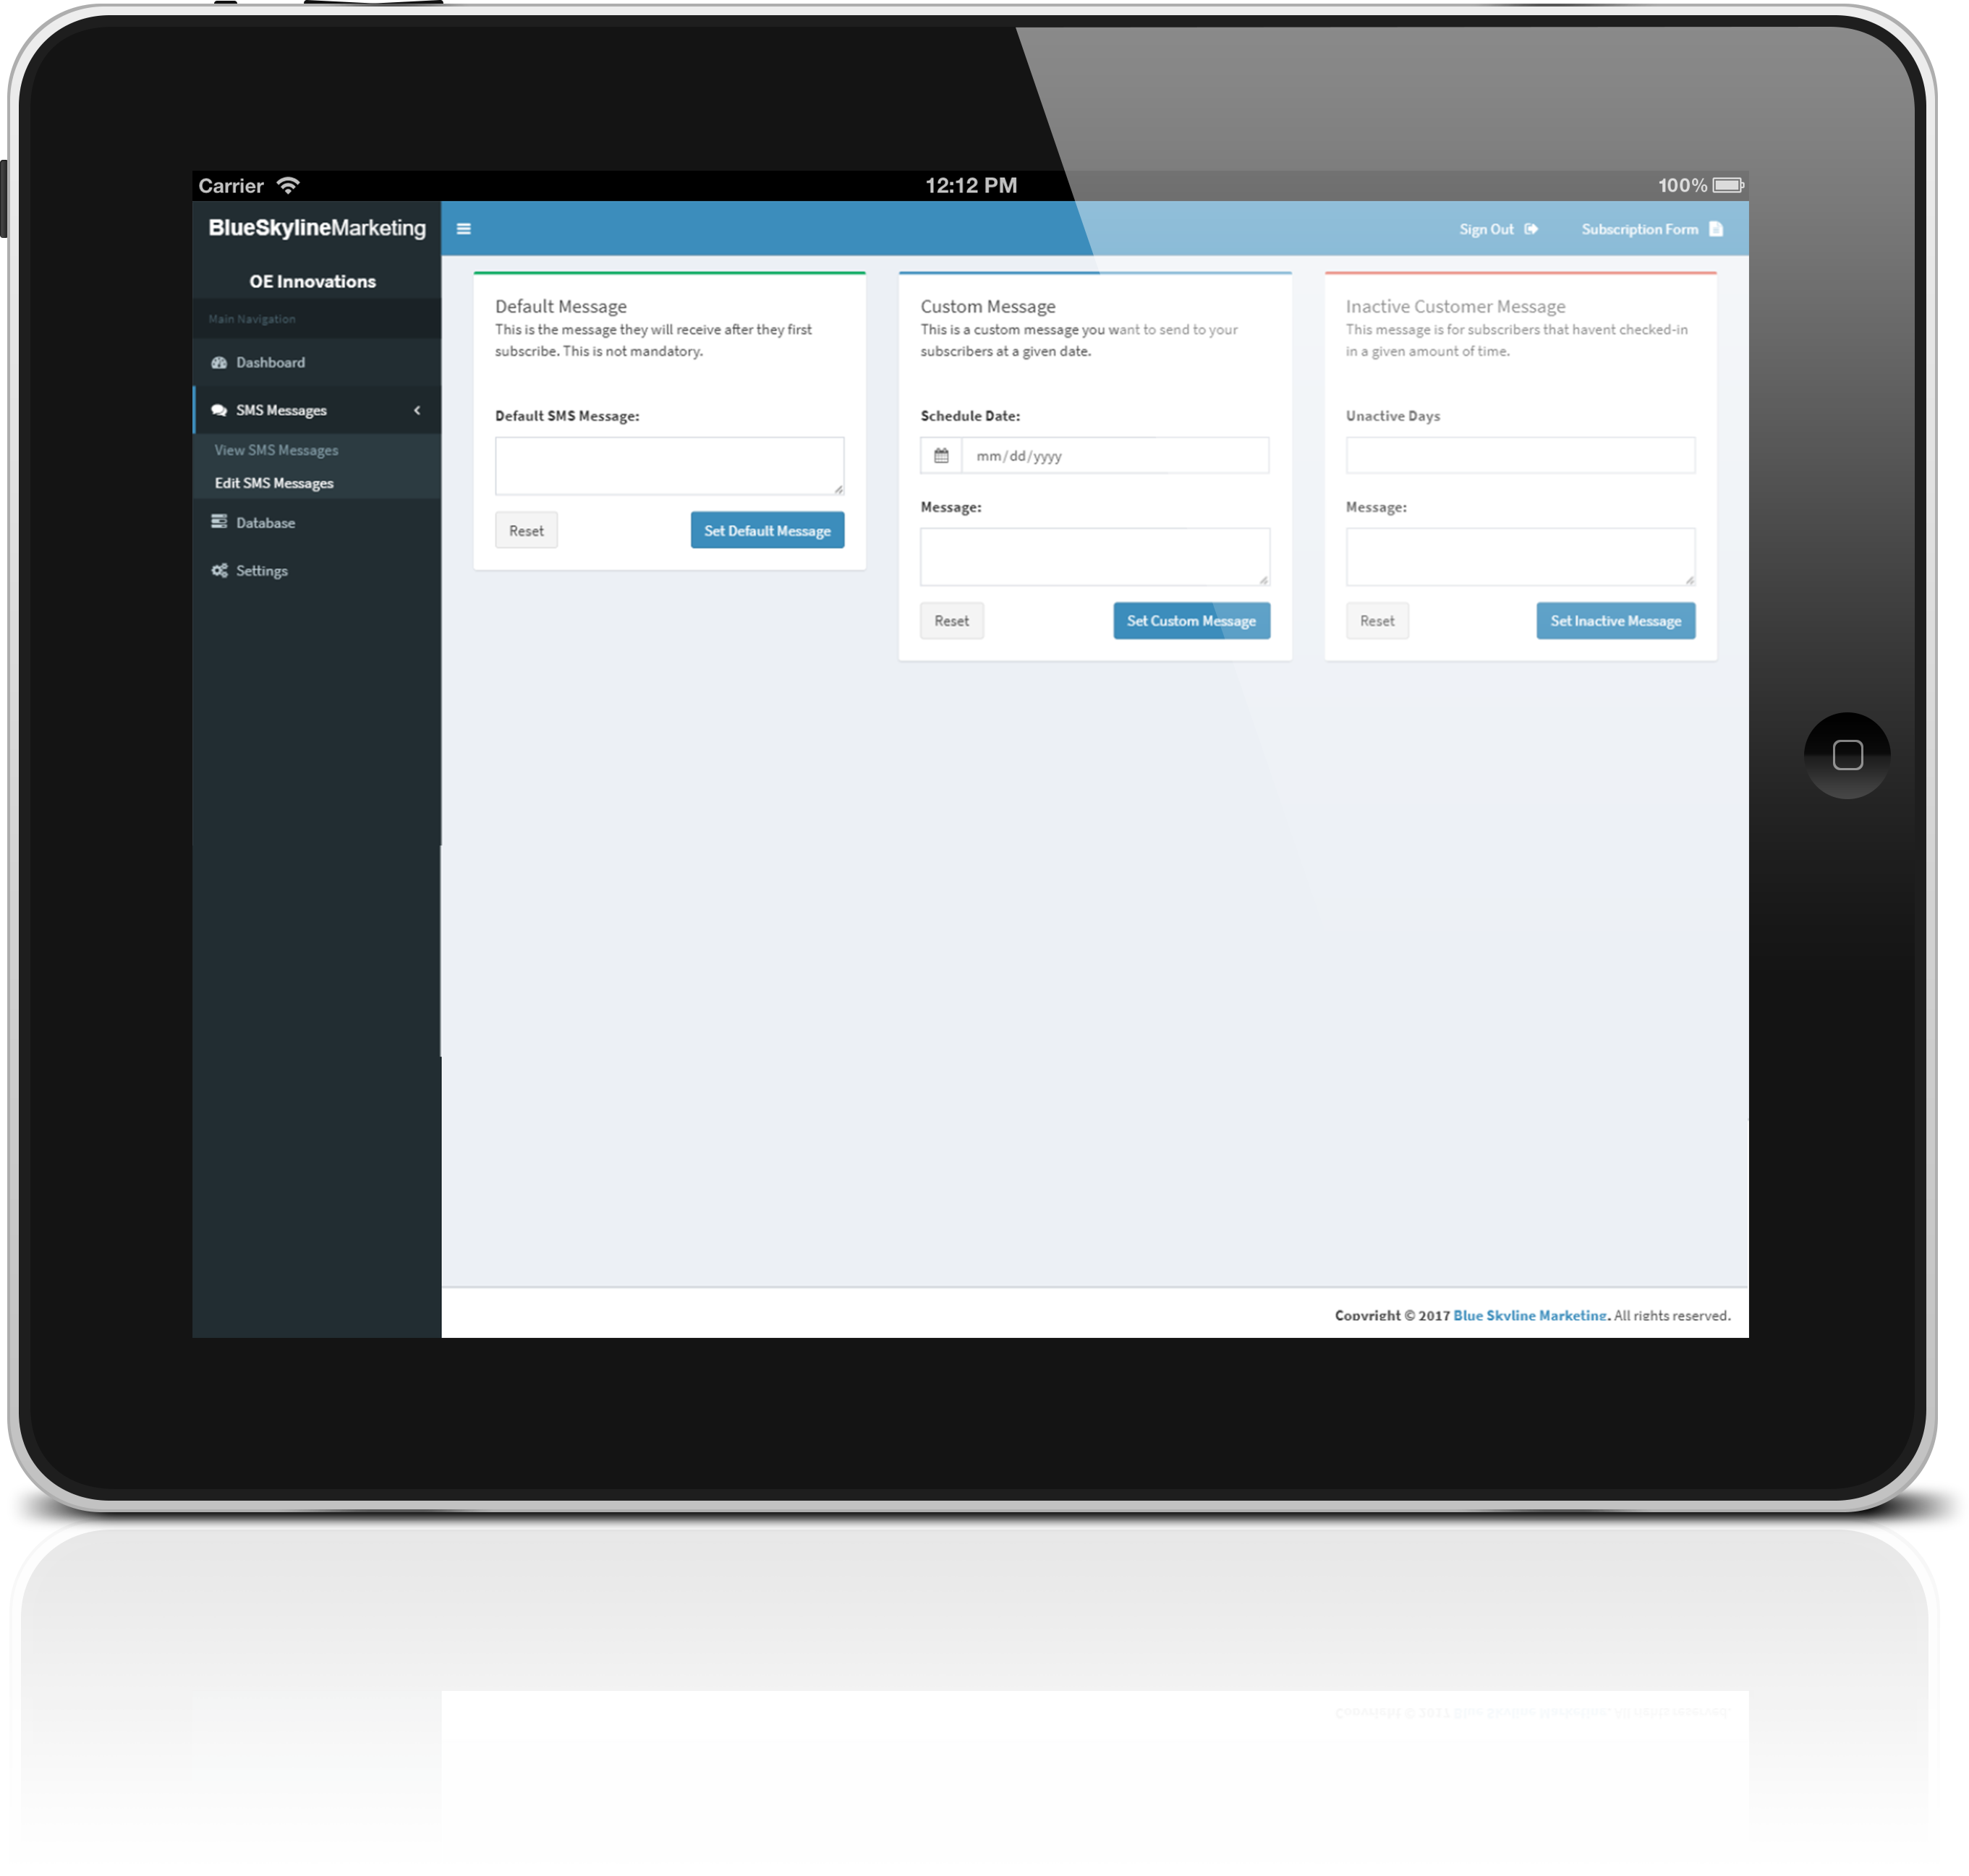 Carrier
12:12 PM
100%
BlueSkylineMarketing
Sign Out
Subscription Form
OE Innovations
Main Navigation
Dashboard
SMS Messages
View SMS Messages
Edit SMS Messages
Database
Settings
Default Message
This is the message they will receive after they first
subscribe. This is not mandatory.
Default SMS Message:
Reset
Set Default Message
Custom Message
This is a custom message you want to send to your
subscribers at a given date.
Schedule Date:
mm/dd/yyyy
Message:
Reset
Set Custom Message
Inactive Customer Message
This message is for subscribers that havent checked-in
in a given amount of time.
Unactive Days
Message:
Reset
Set Inactive Message
Copyright © 2017 Blue Skyline Marketing. All rights reserved.